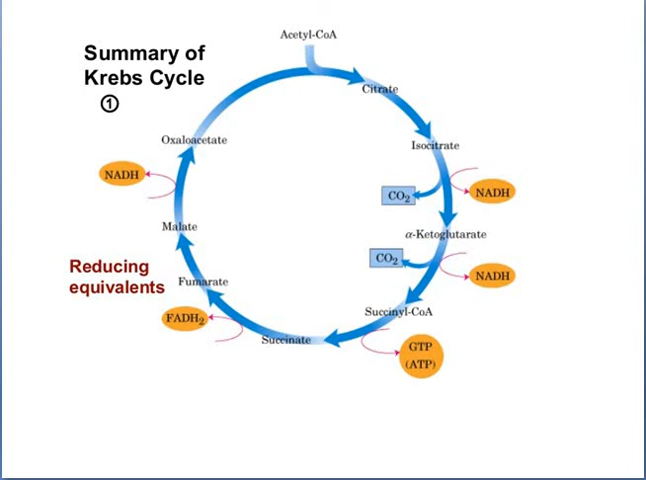 Summary of
Krebs Cycle
①
Acetyl-CoA
Citrate
Isocitrate
CO₂
NADH
α-Ketoglutarate
CO₂
NADH
Succinyl-CoA
GTP
(ATP)
Succinate
FADH₂
Fumarate
Reducing
equivalents
Malate
NADH
Oxaloacetate